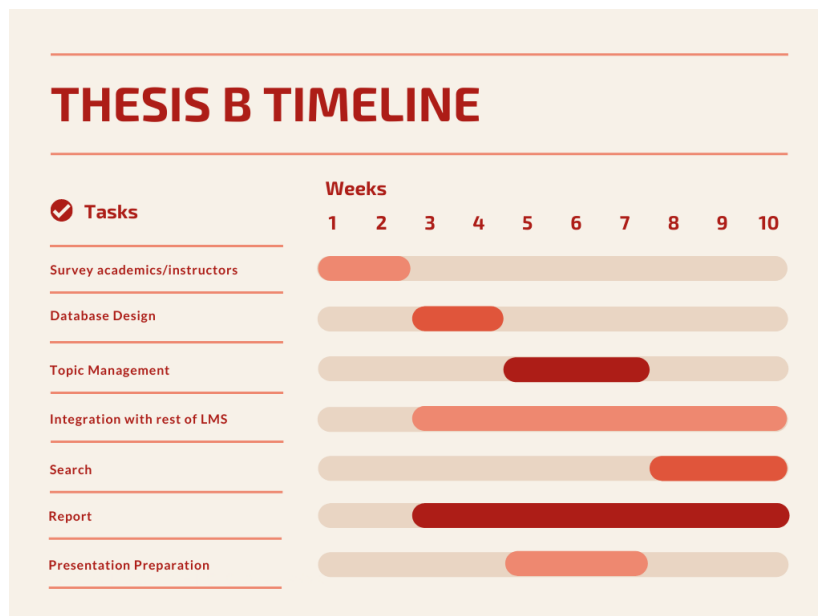 THESIS B TIMELINE
Weeks
Tasks
1 2 3 4 5 6 7 8 9 10
Survey academics/instructors
Database Design
Topic Management
Integration with rest of LMS
Search
Report
Presentation Preparation